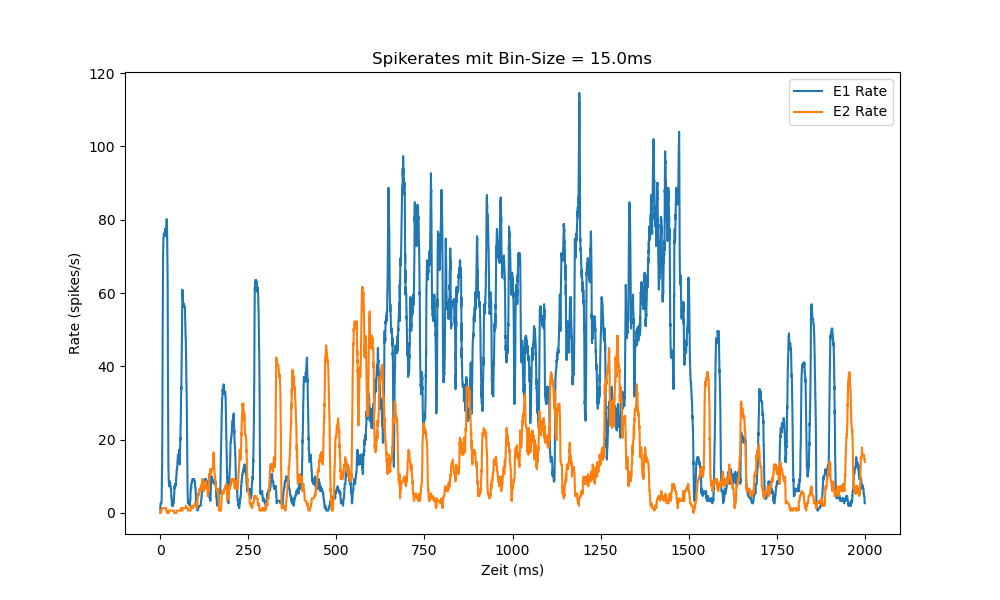 Spikerates mit Bin-Size = 15.0ms
E1 Rate
E2 Rate
Rate (spikes/s)
120
100
80
60
40
20
0
0 250 500 750 1000 1250 1500 1750 2000
Zeit (ms)